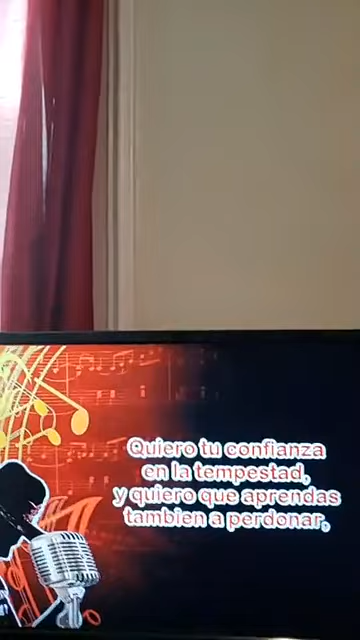 Quiero tu confianza
en la tempestad,
y quiero que aprendas
tambien a perdonar,